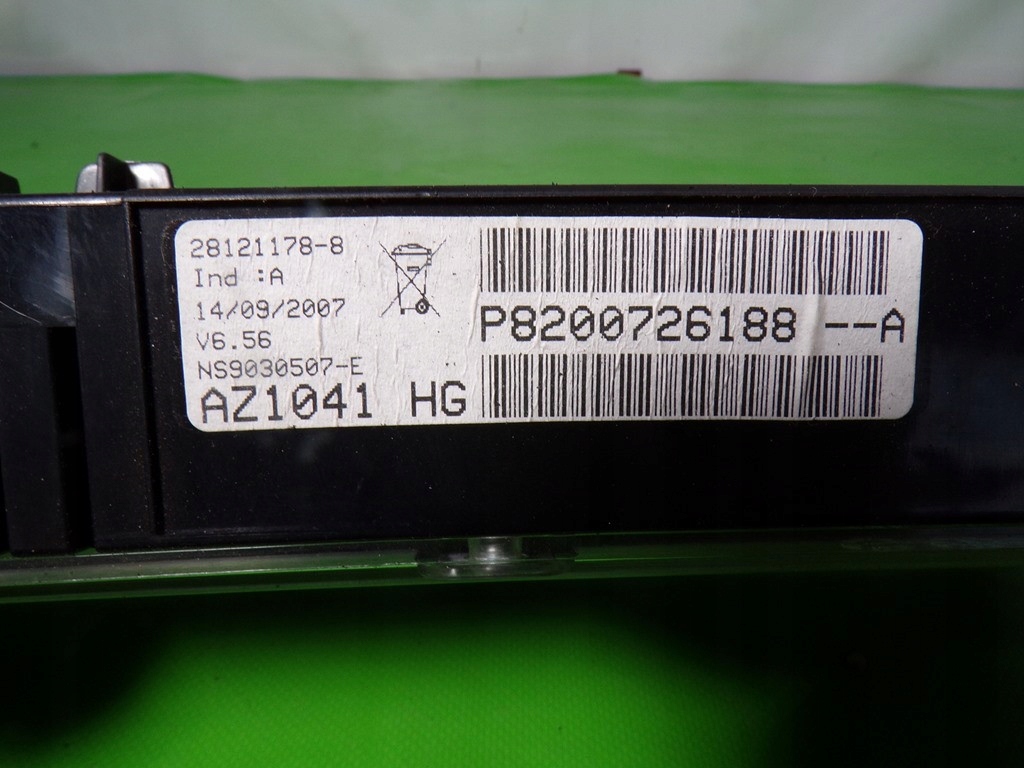 28121178-8
Ind :A
14/09/2007
V6.56
NS9030507-E
AZ1041 HG
P8200726188 --A